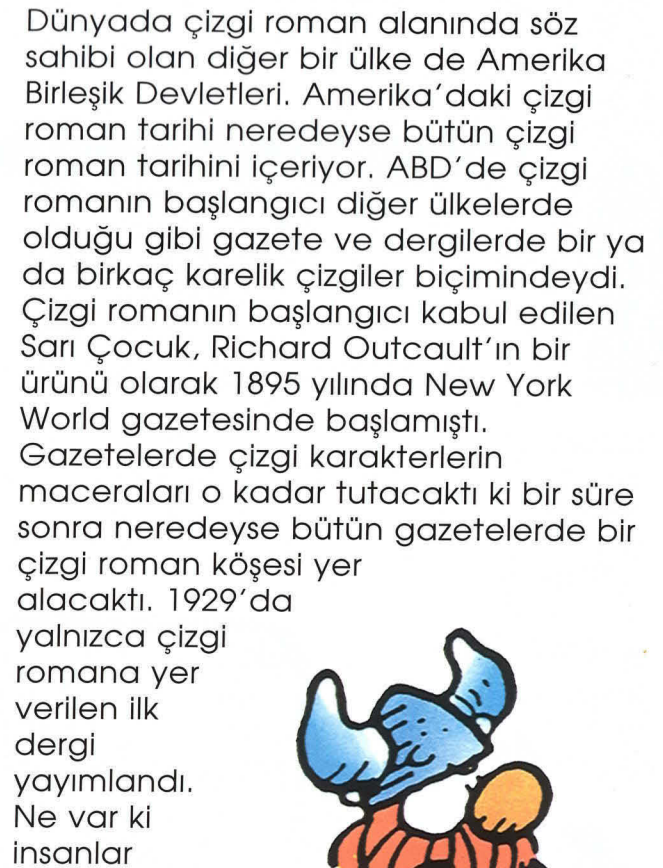 Dünyada çizgi roman alanında söz
sahibi olan diğer bir ülke de Amerika
Birleşik Devletleri. Amerika'daki çizgi
roman tarihi neredeyse bütün çizgi
roman tarihini içeriyor. ABD'de çizgi
romanın başlangıcı diğer ülkelerde
olduğu gibi gazete ve dergilerde bir ya
da birkaç karelik çizgiler biçimindeydi.
Çizgi romanın başlangıcı kabul edilen
Sarı Çocuk, Richard Outcault'ın bir
ürünü olarak 1895 yılında New York
World gazetesinde başlamıştı.
Gazetelerde çizgi karakterlerin
maceraları o kadar tutacaktı ki bir süre
sonra neredeyse bütün gazetelerde bir
çizgi roman köşesi yer
alacaktı. 1929'da
yalnızca çizgi
romana yer
verilen ilk
dergi
yayımlandı.
Ne var ki
insanlar